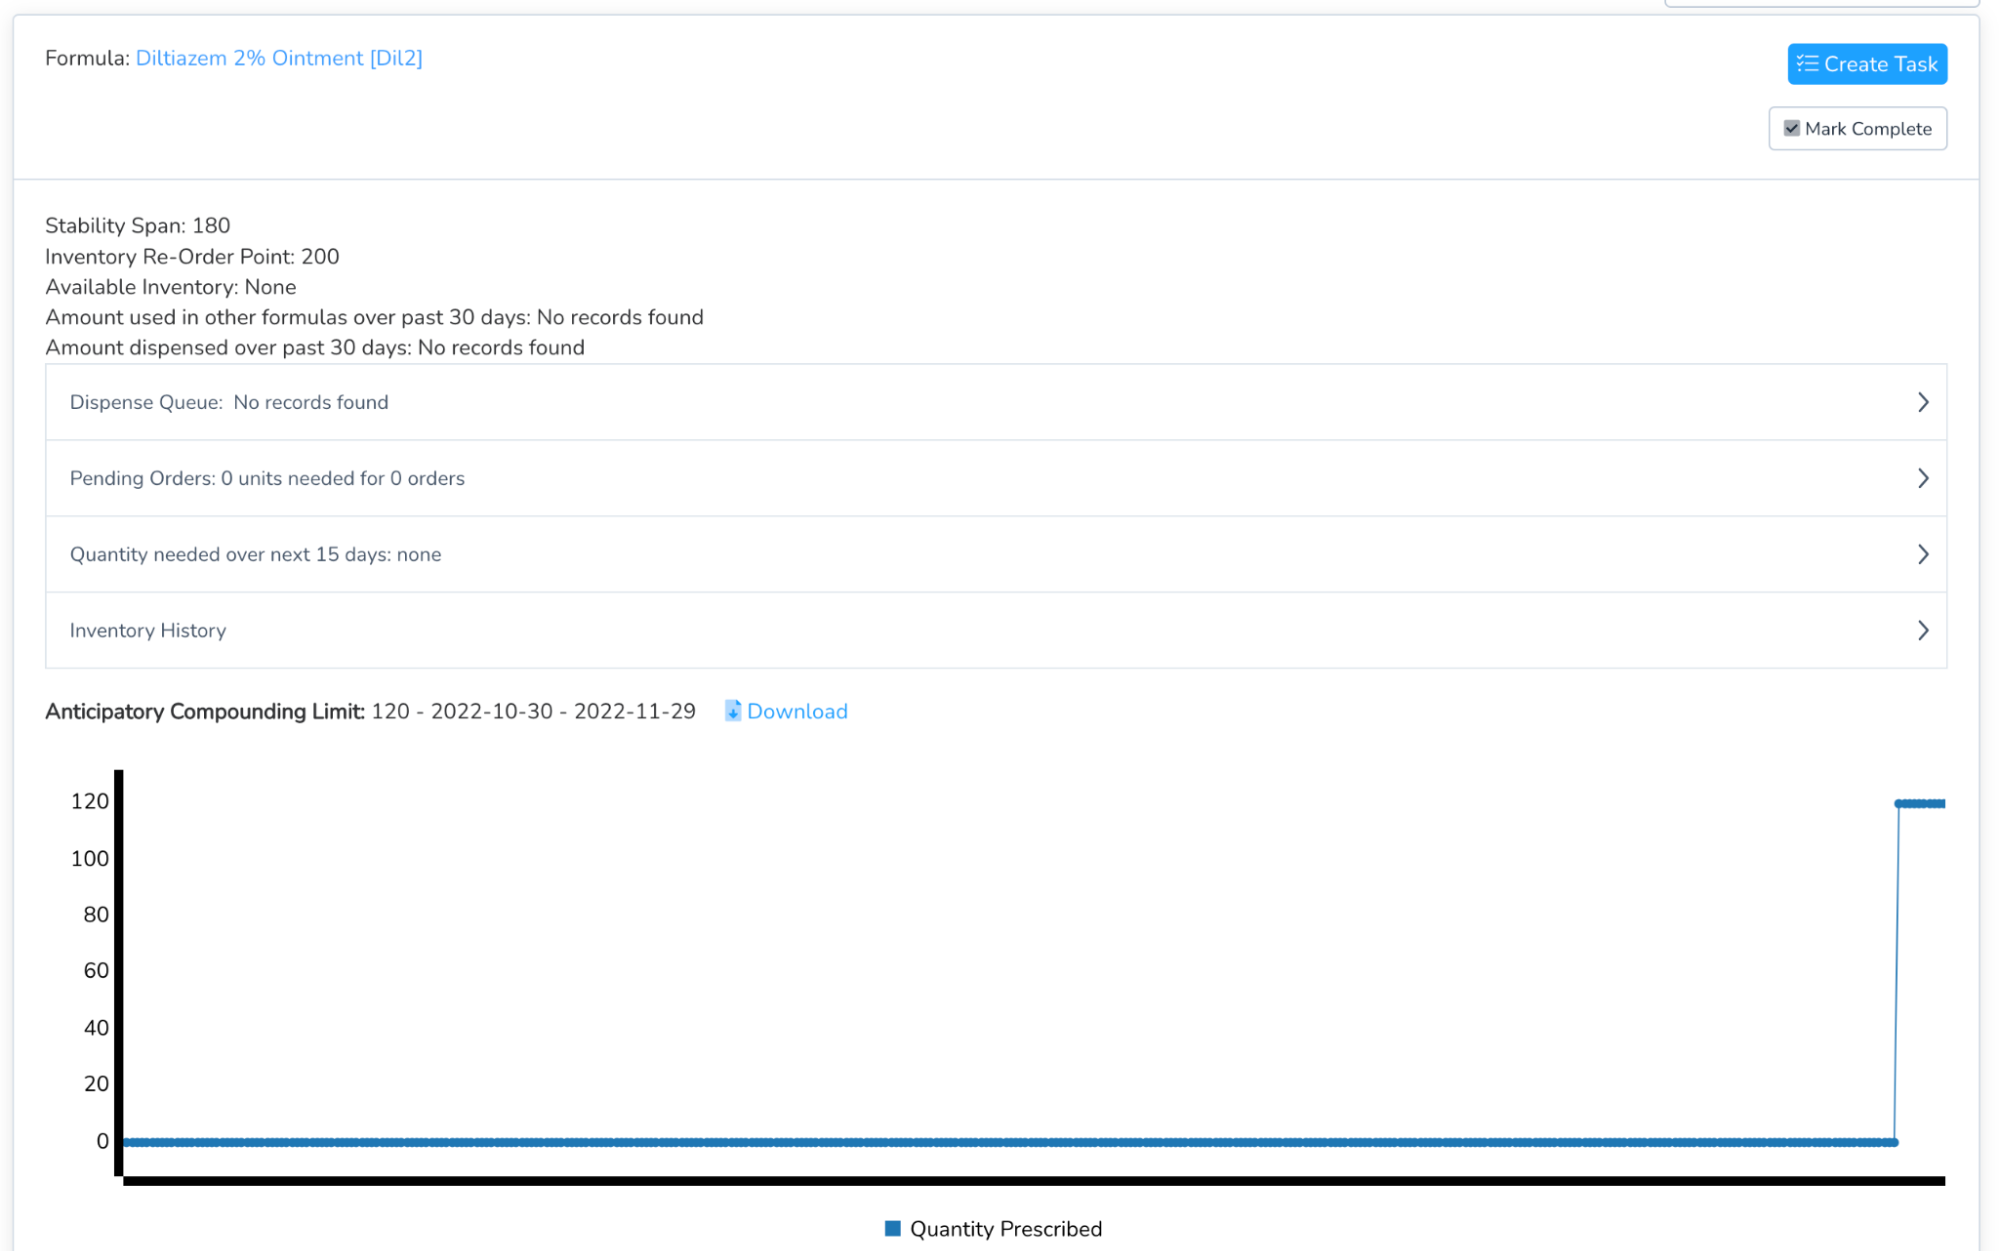 Formula: Diltiazem 2% Ointment [Dil2]
Create Task
Mark Complete
Stability Span: 180
Inventory Re-Order Point: 200
Available Inventory: None
Amount used in other formulas over past 30 days: No records found
Amount dispensed over past 30 days: No records found
Dispense Queue: No records found
Pending Orders: 0 units needed for 0 orders
Quantity needed over next 15 days: none
Inventory History
Anticipatory Compounding Limit: 120 - 2022-10-30 - 2022-11-29 Download
120
100
80
60
40
20
0
Quantity Prescribed